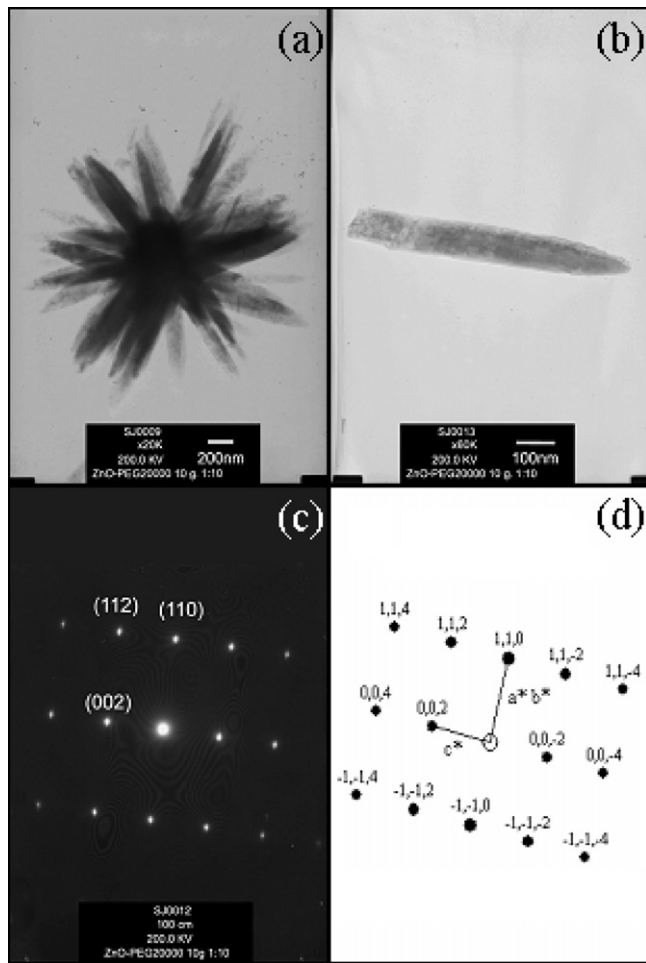 (a)
SJ0009
x20K
200.0 KV 200nm
ZnO-PEG20000 10 g. 1:10
(b)
SJ0013
x60K
200.0 KV 100nm
ZnO-PEG20000 10 g. 1:10
(c)
(112) (110)
(002)
SJ0012
100 cm
200.0 KV
ZnO-PEG20000 10g 1:10
(d)
1,1,4 1,1,2 1,1,0 1,1,-2 1,1,-4
a*b*
0,0,4 0,0,2 0,0,-2 0,0,-4
c*
-1,-1,4 -1,-1,2 -1,-1,0 -1,-1,-2 -1,-1,-4